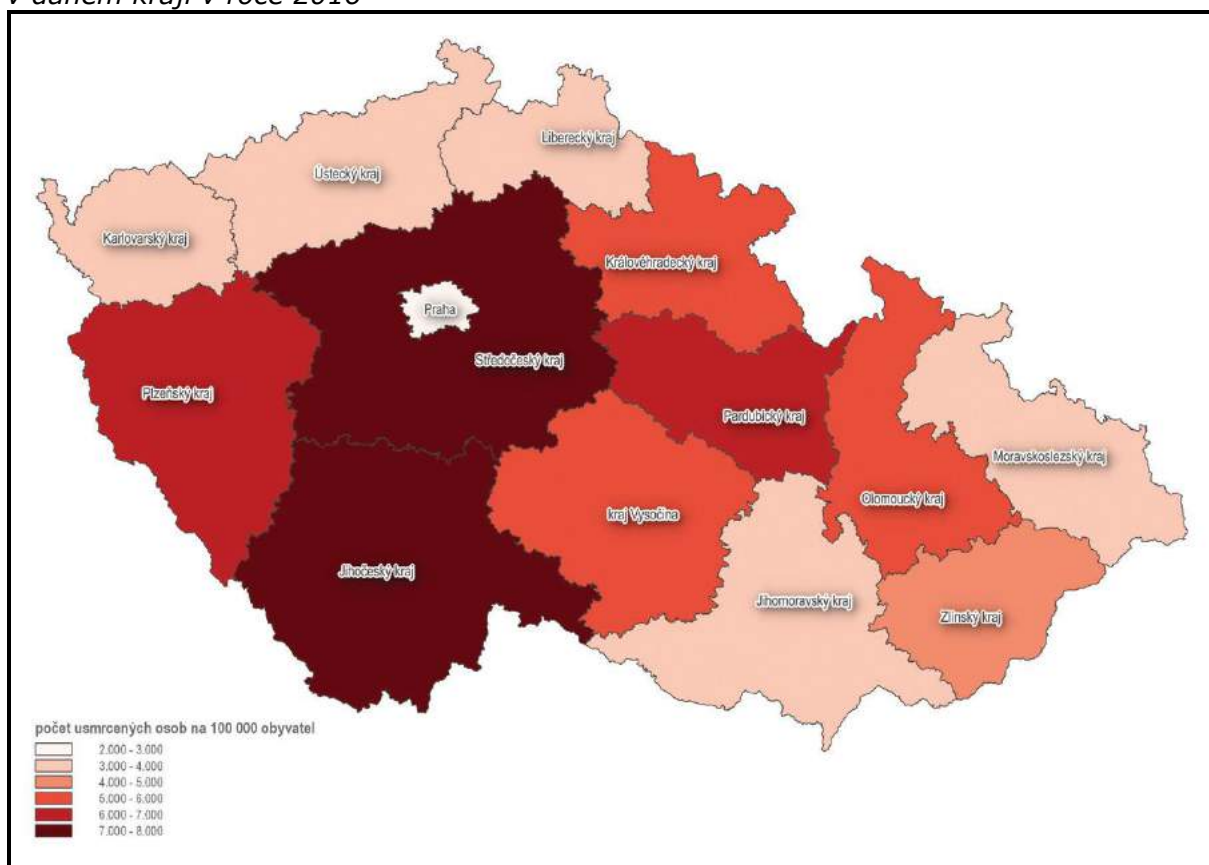 v daném kraji v roce 2016
Liberecký kraj
Ústecký kraj
Karlovarský kraj
Královéhradecký kraj
Praha
Středočeský kraj
Plzeňský kraj
Pardubický kraj
Moravskoslezský kraj
Olomoucký kraj
kraj Vysočina
Jihočeský kraj
Jihomoravský kraj
Zlínský kraj
počet usmrcených osob na 100 000 obyvatel
2.000 - 3.000
3.000 - 4.000
4.000 - 5.000
5.000 - 6.000
6.000 - 7.000
7.000 - 8.000